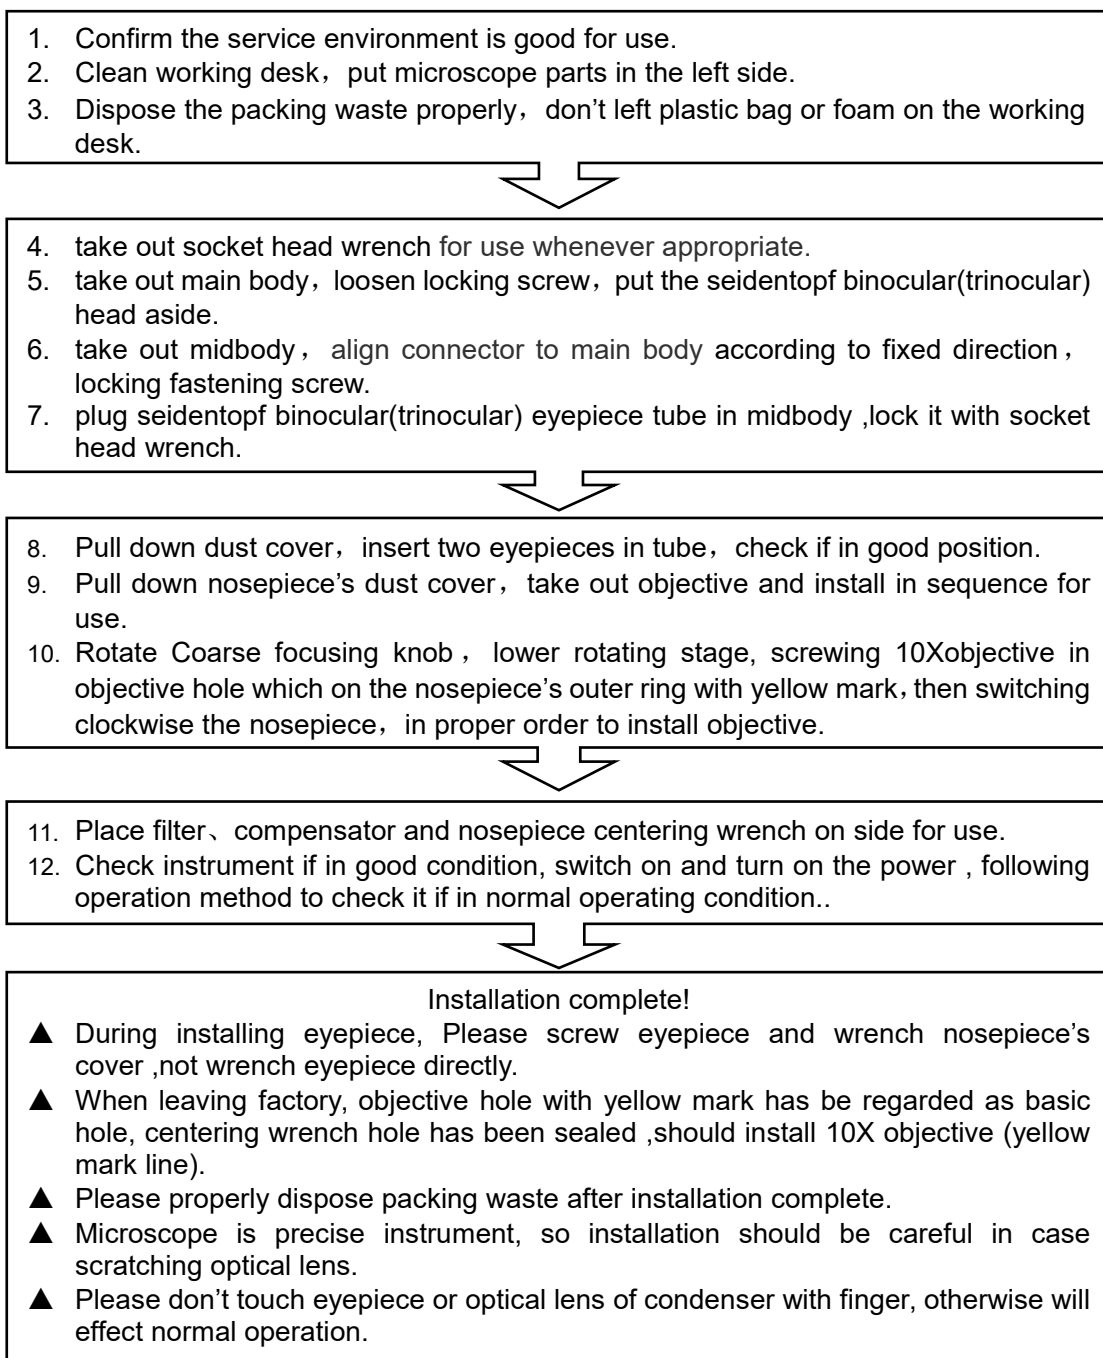 1. Confirm the service environment is good for use.
2. Clean working desk，put microscope parts in the left side.
3. Dispose the packing waste properly，don’t left plastic bag or foam on the working
desk.
4. take out socket head wrench for use whenever appropriate.
5. take out main body，loosen locking screw，put the seidentopf binocular(trinocular)
head aside.
6. take out midbody，align connector to main body according to fixed direction，
locking fastening screw.
7. plug seidentopf binocular(trinocular) eyepiece tube in midbody ,lock it with socket
head wrench.
8. Pull down dust cover，insert two eyepieces in tube，check if in good position.
9. Pull down nosepiece’s dust cover，take out objective and install in sequence for
use.
10. Rotate Coarse focusing knob，lower rotating stage, screwing 10Xobjective in
objective hole which on the nosepiece’s outer ring with yellow mark，then switching
clockwise the nosepiece，in proper order to install objective.
11. Place filter、compensator and nosepiece centering wrench on side for use.
12. Check instrument if in good condition, switch on and turn on the power , following
operation method to check it if in normal operating condition..
Installation complete!
▲ During installing eyepiece, Please screw eyepiece and wrench nosepiece’s
cover ,not wrench eyepiece directly.
▲ When leaving factory, objective hole with yellow mark has be regarded as basic
hole, centering wrench hole has been sealed ,should install 10X objective (yellow
mark line).
▲ Please properly dispose packing waste after installation complete.
▲ Microscope is precise instrument, so installation should be careful in case
scratching optical lens.
▲ Please don’t touch eyepiece or optical lens of condenser with finger, otherwise will
effect normal operation.